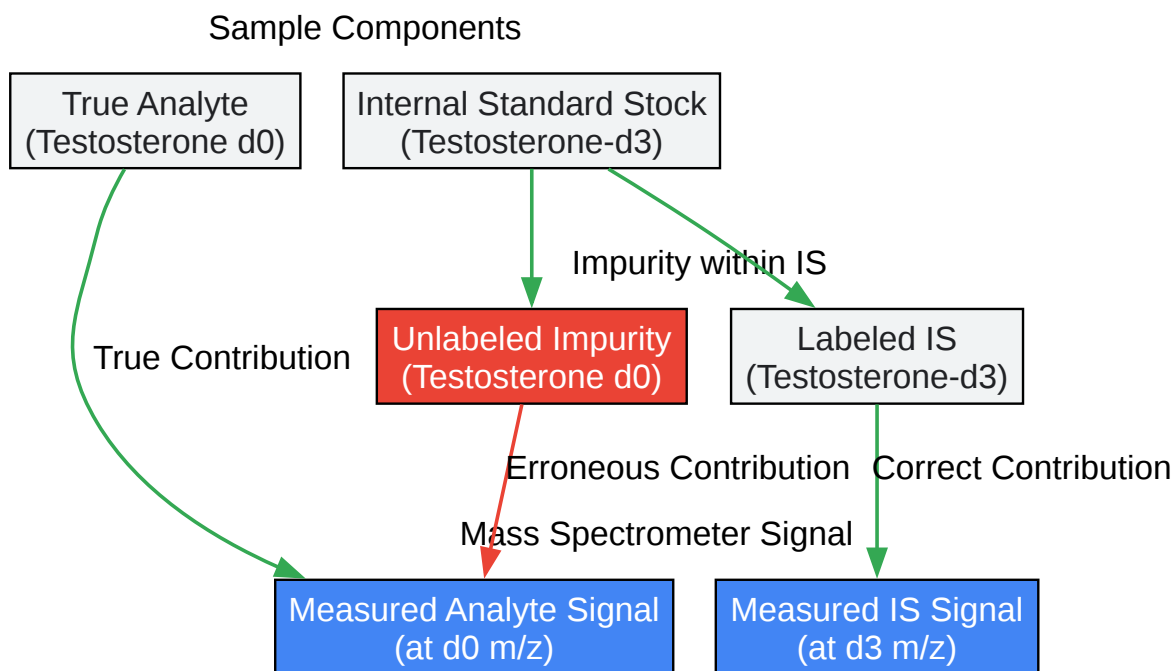 Sample Components
True Analyte
(Testosterone d0)
Internal Standard Stock
(Testosterone-d3)
Impurity within IS
Unlabeled Impurity
(Testosterone d0)
Labeled IS
(Testosterone-d3)
True Contribution
Erroneous Contribution
Correct Contribution
Mass Spectrometer Signal
Measured Analyte Signal
(at d0 m/z)
Measured IS Signal
(at d3 m/z)